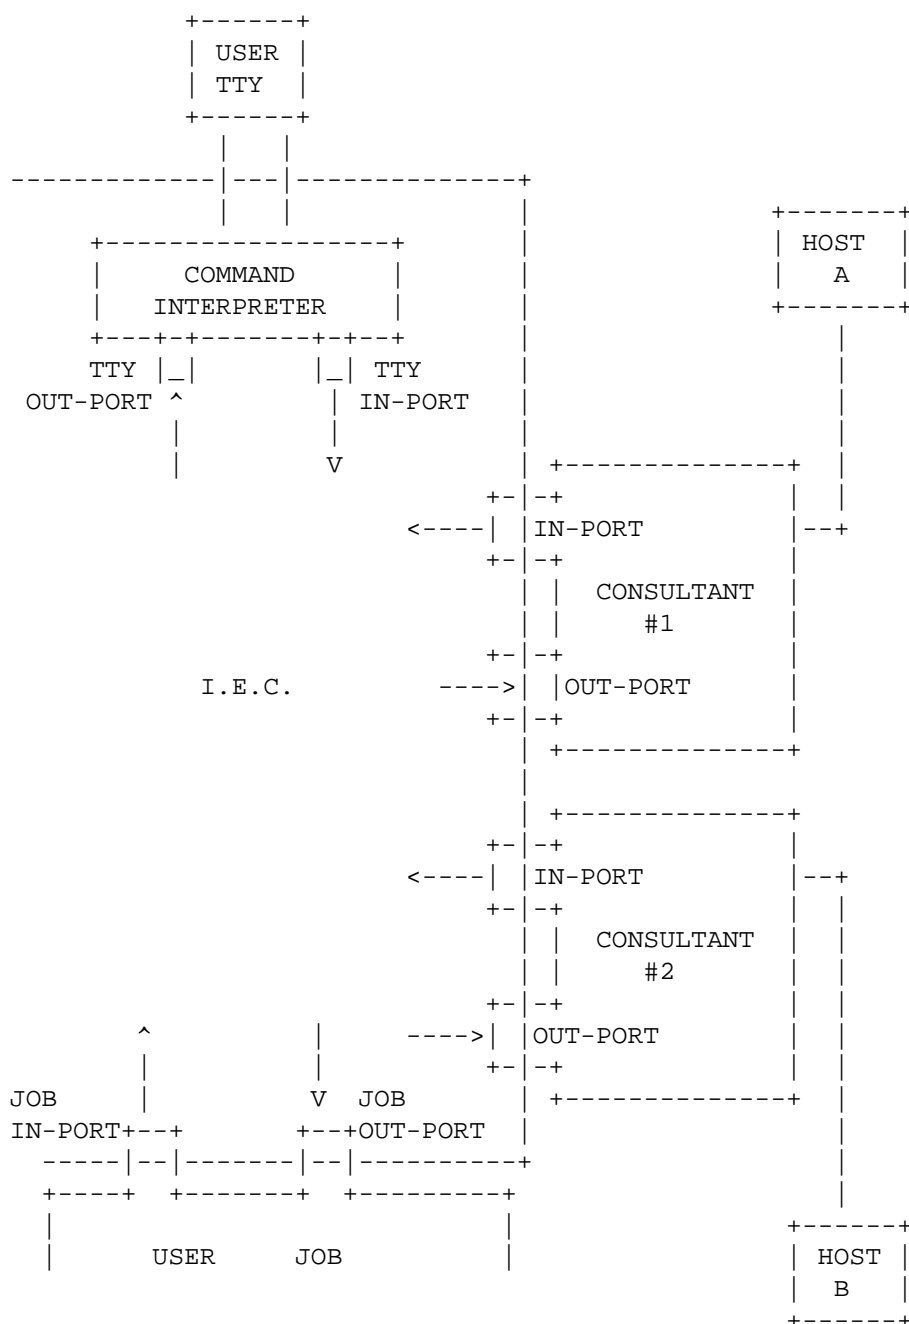 USER
TTY
HOST
A
COMMAND
INTERPRETER
TTY TTY
OUT-PORT IN-PORT
V
IN-PORT
CONSULTANT
#1
I.E.C. OUT-PORT
IN-PORT
CONSULTANT
#2
OUT-PORT
JOB V JOB
IN-PORT OUT-PORT
USER JOB HOST
B